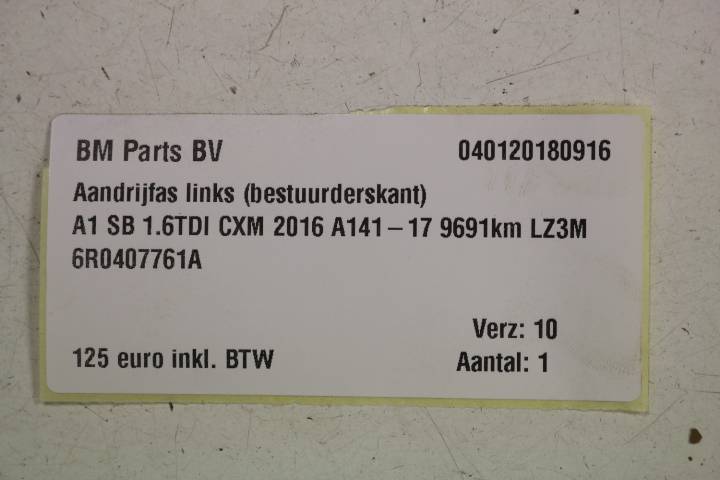 BM Parts BV 040120180916
Aandrijfas links (bestuurderskant)
A1 SB 1.6TDI CXM 2016 A141-17 9691km LZ3M
6R0407761A
Verz: 10
125 euro inkl. BTW Aantal: 1